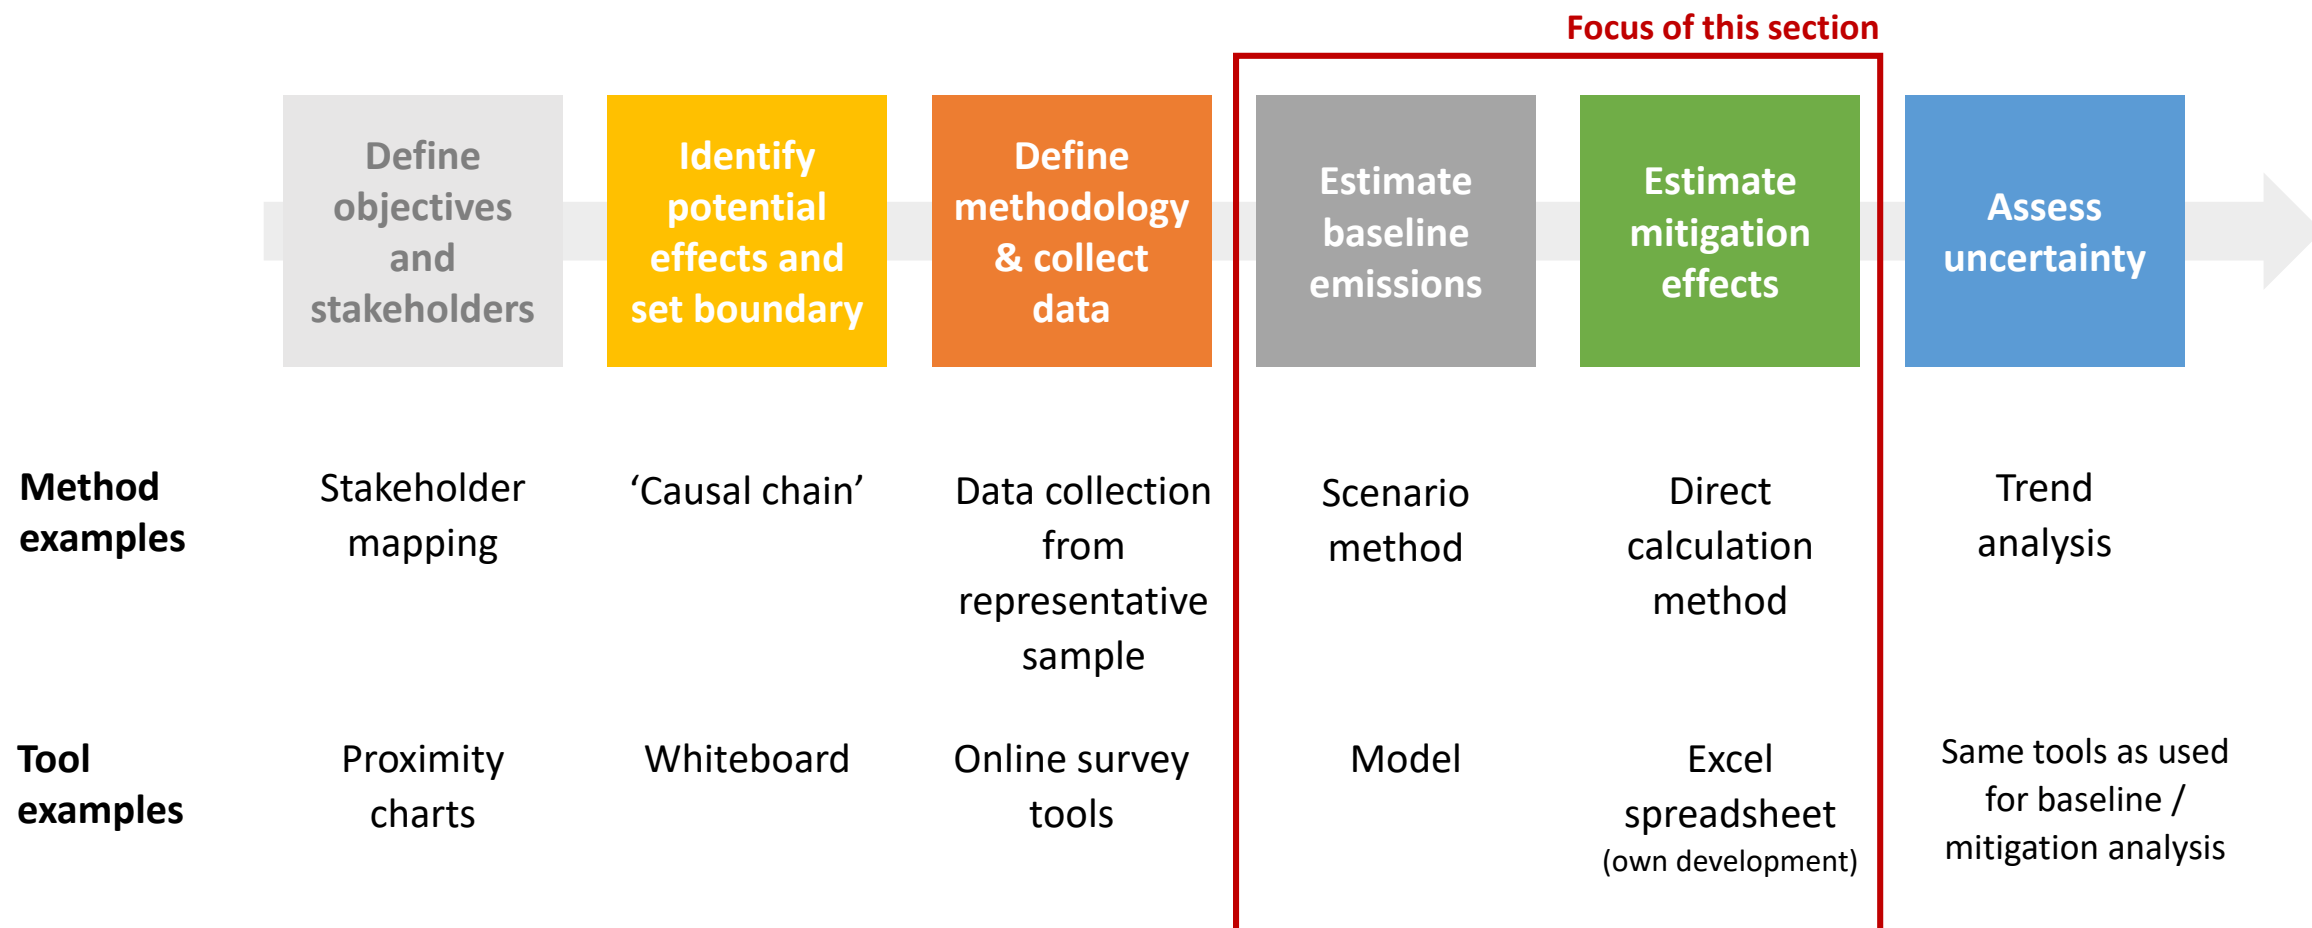 Focus of this section
Define
objectives
and
stakeholders
Identify
potential
effects and
set boundary
Define
methodology
& collect
data
Estimate
baseline
emissions
Estimate
mitigation
effects
Assess
uncertainty
Method
examples
Stakeholder
mapping
‘Causal chain’
Data collection
from
representative
sample
Scenario
method
Direct
calculation
method
Trend
analysis
Tool
examples
Proximity
charts
Whiteboard
Online survey
tools
Model
Excel
spreadsheet
(own development)
Same tools as used
for baseline /
mitigation analysis